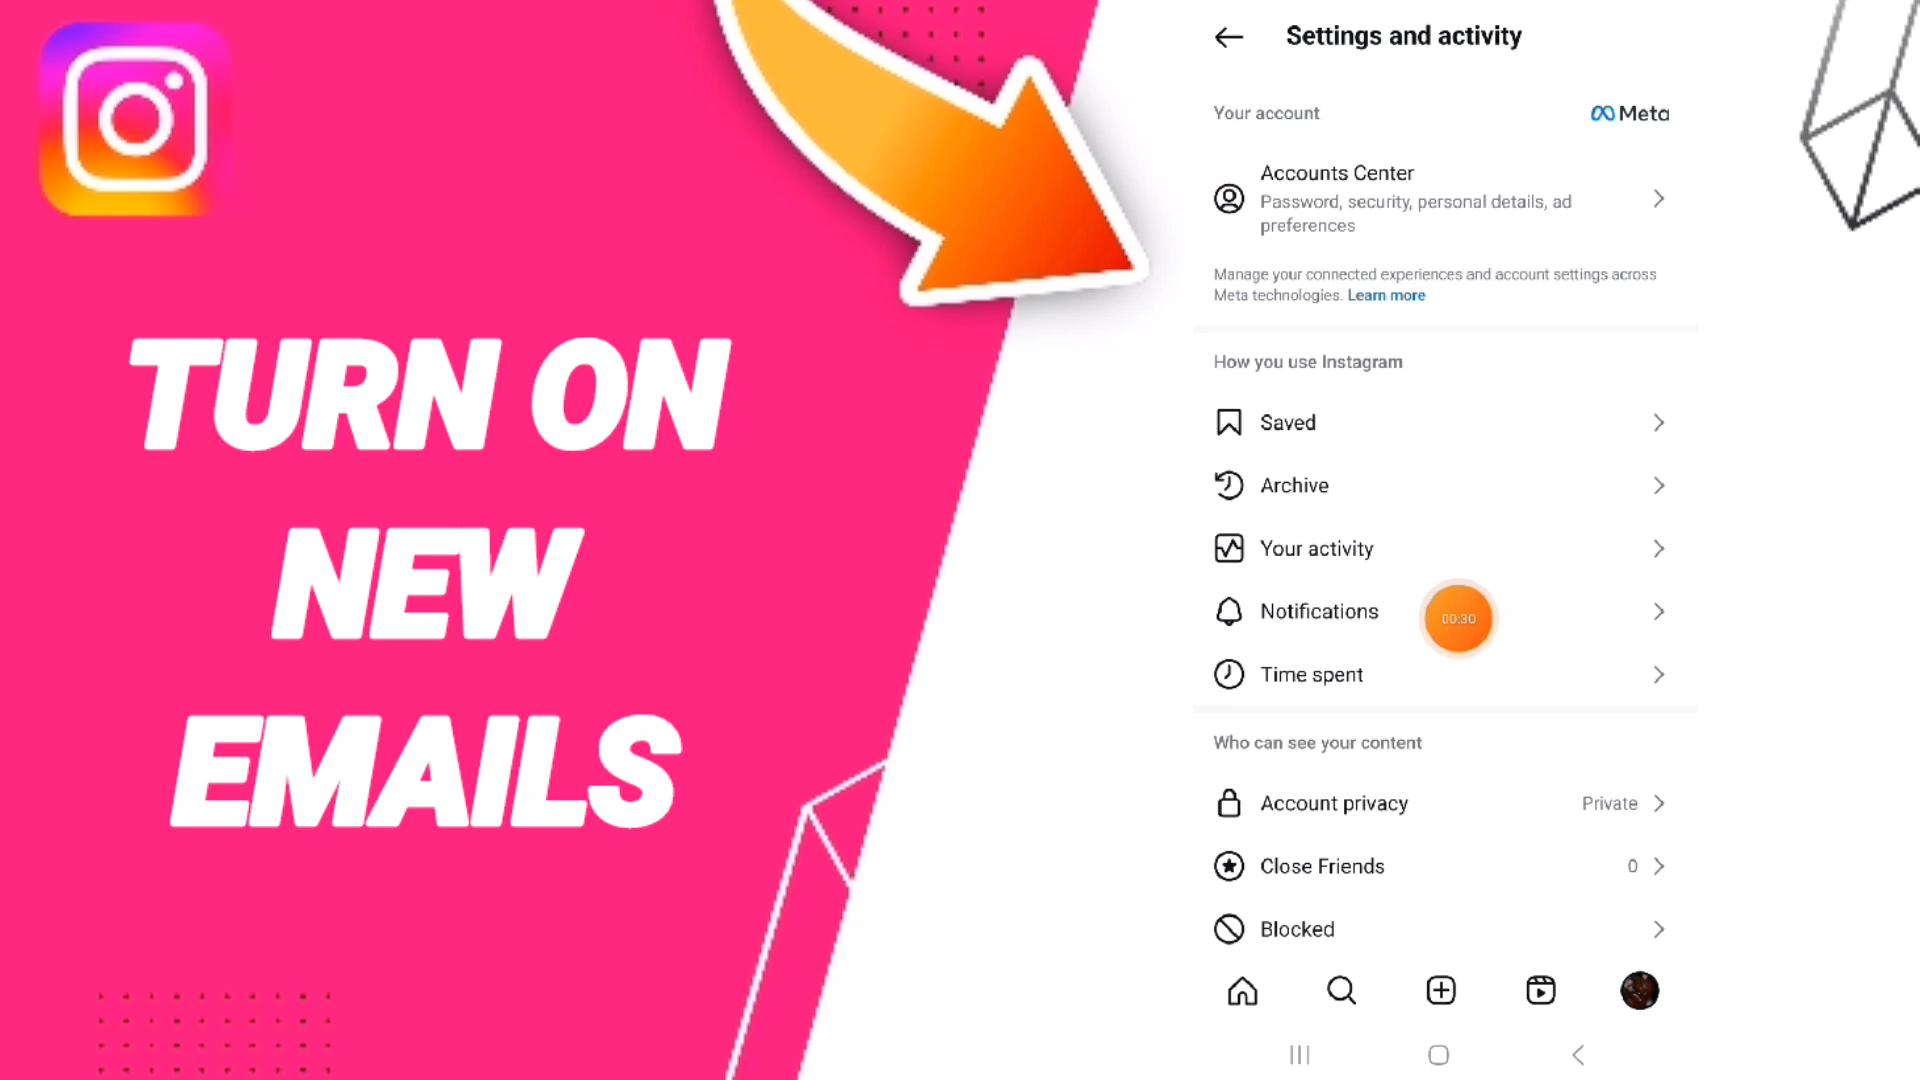 TURN ON
NEW
EMAILS
Settings and activity
Your account
Meta
Accounts Center
Password, security, personal details, ad
preferences
Manage your connected experiences and account settings across
Meta technologies. Learn more
How you use Instagram
Saved
Archive
Your activity
Notifications
00:30
Time spent
Who can see your content
Account privacy
Private
Close Friends
0
Blocked